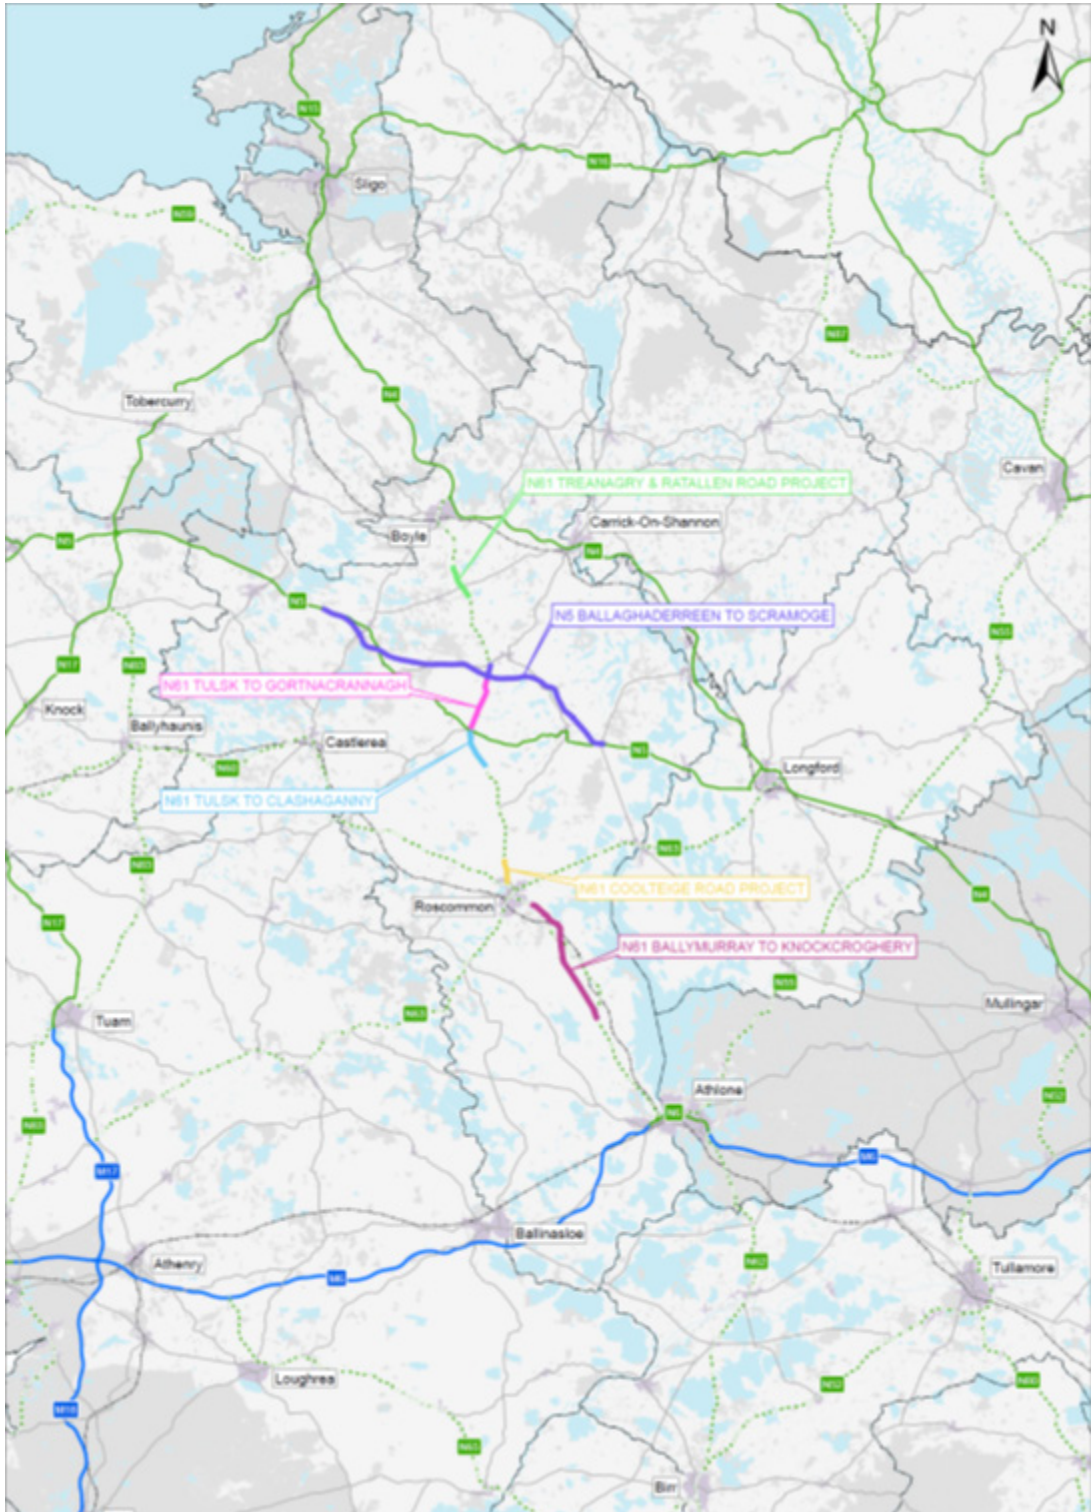 N
N15
N16
Sligo
N59
N87
N4
Tobercurry
Cavan
N61 TREANAGRY & RATALLEN ROAD PROJECT
Carrick-On-Shannon
Boyle
N5
N4
N5
N5 BALLAGHADERREEN TO SCRAMOGE
N55
N17
N83
N61 TULSK TO GORTNACRANNAGH
Knock
Ballyhaunis
Castlerea
N5
N60
Longford
N61 TULSK TO CLASHAGANNY
N63
N83
N61 COOLTEIGE ROAD PROJECT
N4
Roscommon
N17
N61 BALLYMURRAY TO KNOCKCROGHERY
N55
Mullingar
N63
Tuam
Athlone
N52
N6
M6
M17
Ballinasloe
N62
Athenry
M6
Tullamore
Loughrea
N52
N80
M18
N65
Birr